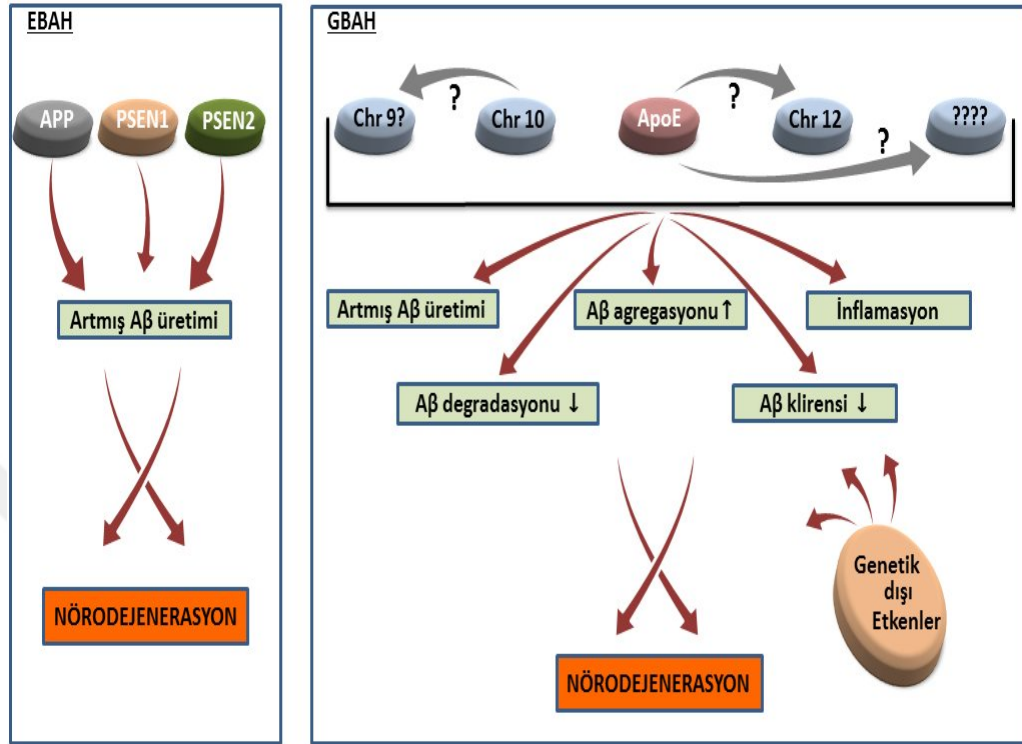 EBAH
APP
PSEN1
PSEN2
Artmış Aβ üretimi
NÖRODEJENERASYON
GBAH
?
?
Chr 9?
Chr 10
ApoE
Chr 12
????
?
Artmış Aβ üretimi
Aβ agregasyonu ↑
İnflamasyon
Aβ degradasyonu ↓
Aβ klirensi ↓
Genetik
dışı
Etkenler
NÖRODEJENERASYON